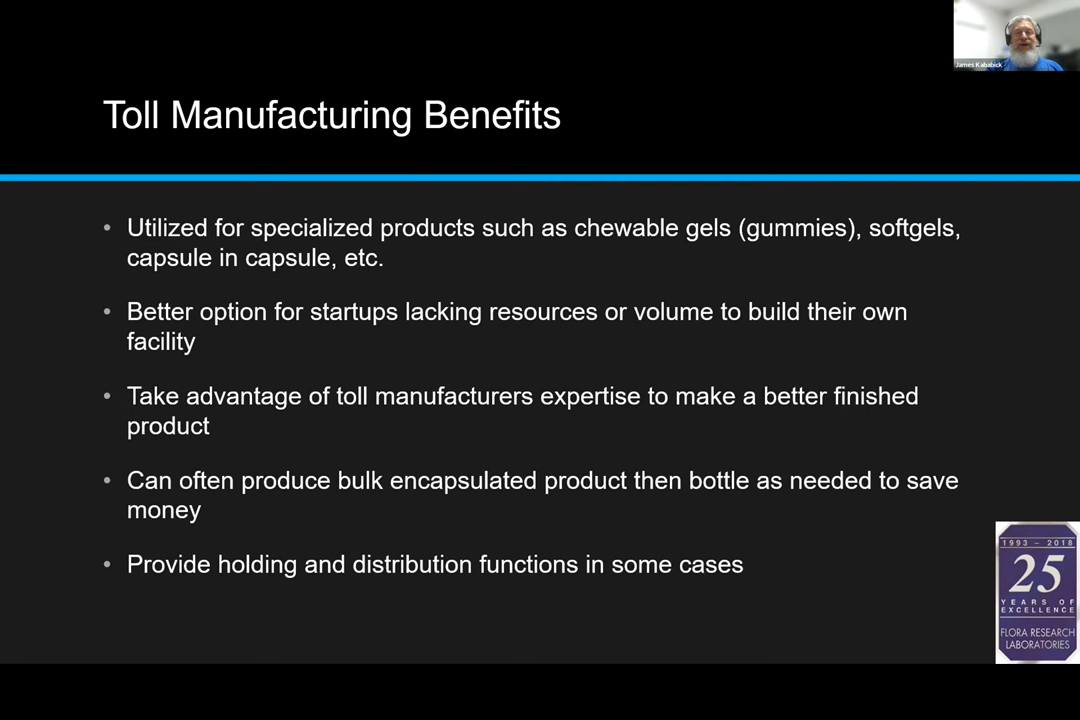 James Kababick
Toll Manufacturing Benefits
• Utilized for specialized products such as chewable gels (gummies), softgels,
capsule in capsule, etc.
• Better option for startups lacking resources or volume to build their own
facility
• Take advantage of toll manufacturers expertise to make a better finished
product
• Can often produce bulk encapsulated product then bottle as needed to save
money
• Provide holding and distribution functions in some cases
1993 – 2018
25
YEARS OF
EXCELLENCE
FLORA RESEARCH
LABORATORIES